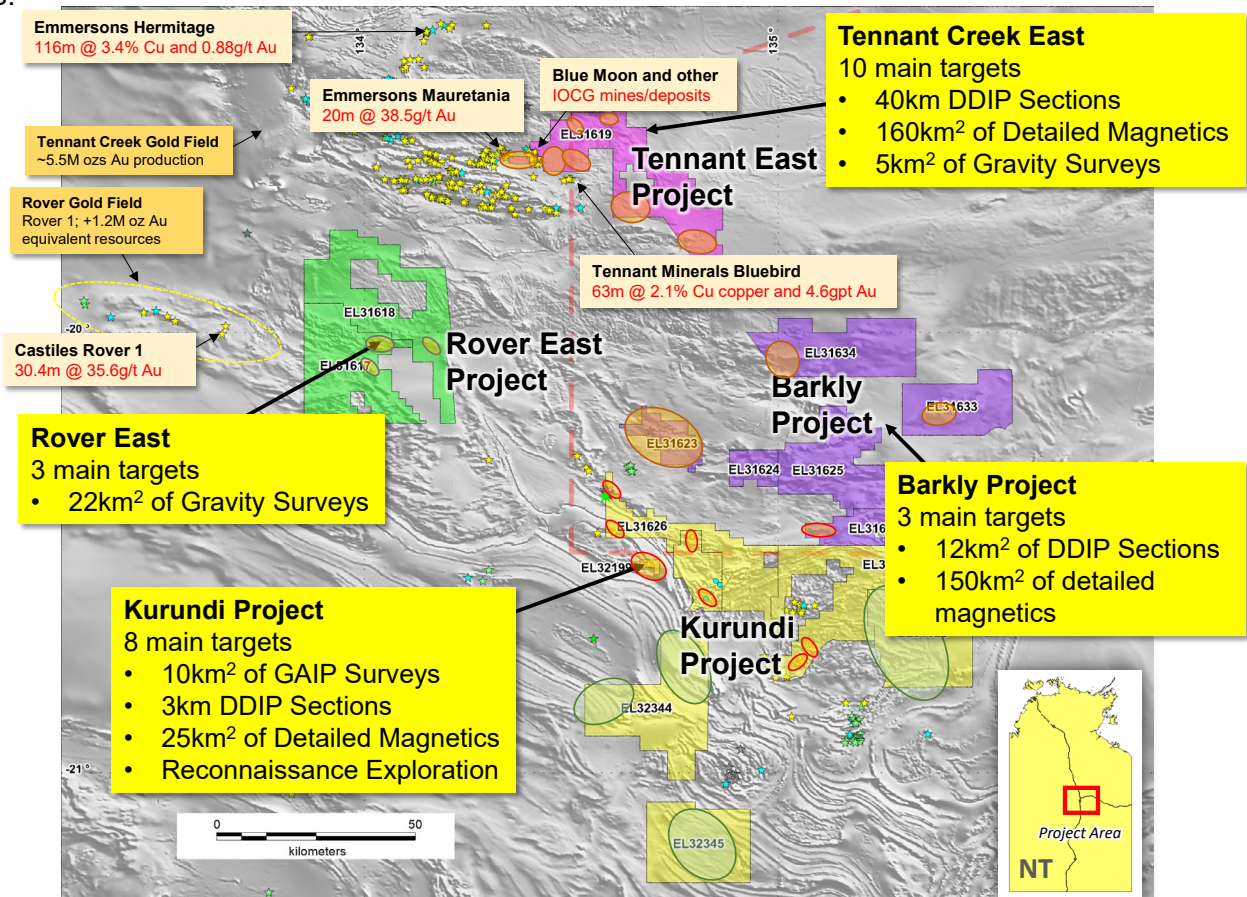 Emmersons Hermitage
116m @ 3.4% Cu and 0.88g/t Au
134°
135°
Tennant Creek East
10 main targets
• 40km DDIP Sections
• 160km² of Detailed Magnetics
• 5km² of Gravity Surveys
Blue Moon and other
IOCG mines/deposits
Emmersons Mauretania
20m @ 38.5g/t Au
Tennant Creek Gold Field
~5.5M ozs Au production
EL31619
Tennant East
Project
Rover Gold Field
Rover 1; +1.2M oz Au
equivalent resources
Tennant Minerals Bluebird
63m @ 2.1% Cu copper and 4.6gpt Au
EL31618
-20 °
Castiles Rover 1
30.4m @ 35.6g/t Au
EL31617
Rover East
Project
EL31634
Barkly
Project
EL31633
Rover East
3 main targets
• 22km² of Gravity Surveys
EL31623
EL31624
EL31625
Barkly Project
3 main targets
• 12km² of DDIP Sections
• 150km² of detailed
magnetics
EL31626
EL316
EL32199
EL3
Kurundi Project
8 main targets
• 10km² of GAIP Surveys
• 3km DDIP Sections
• 25km² of Detailed Magnetics
• Reconnaissance Exploration
Kurundi
Project
EL32344
-21 °
0
50
kilometers
EL32345
Project Area
NT